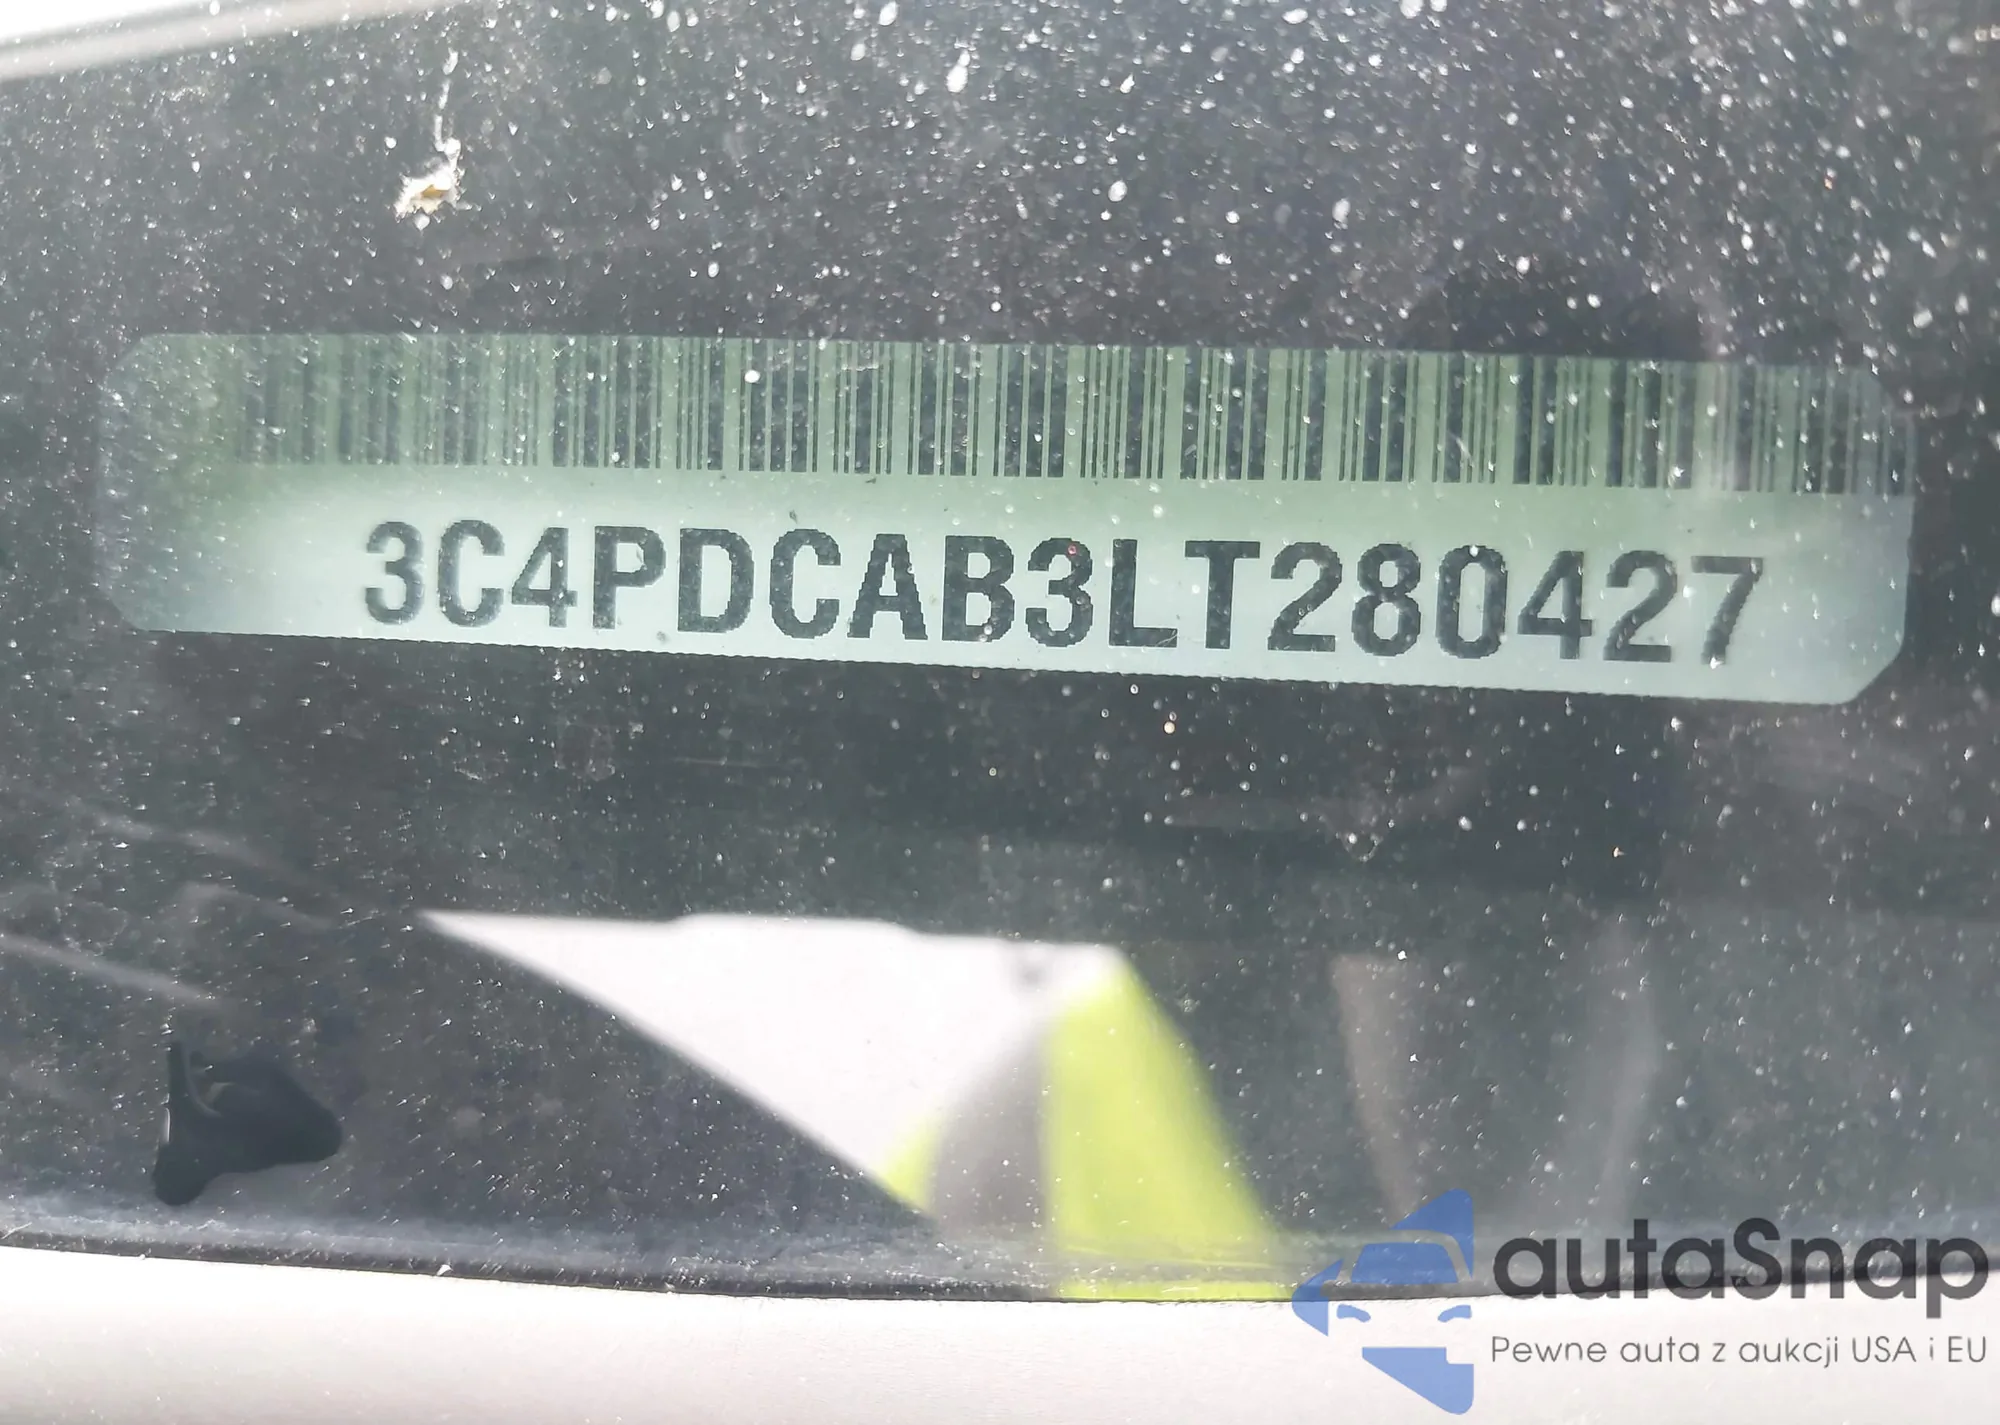 3C4PDCAB3LT280427
autaSnap
Pewne auta z aukcji USA i EU